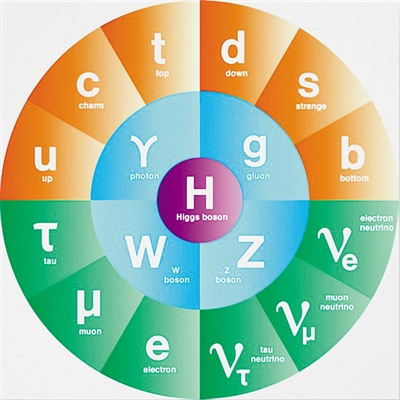 t
top
d
down
c
charm
s
strange
u
up
γ
photon
g
gluon
b
bottom
H
Higgs boson
τ
tau
W
W
boson
Z
Z
boson
νe
electron
neutrino
μ
muon
νμ
muon
neutrino
e
electron
ντ
tau
neutrino